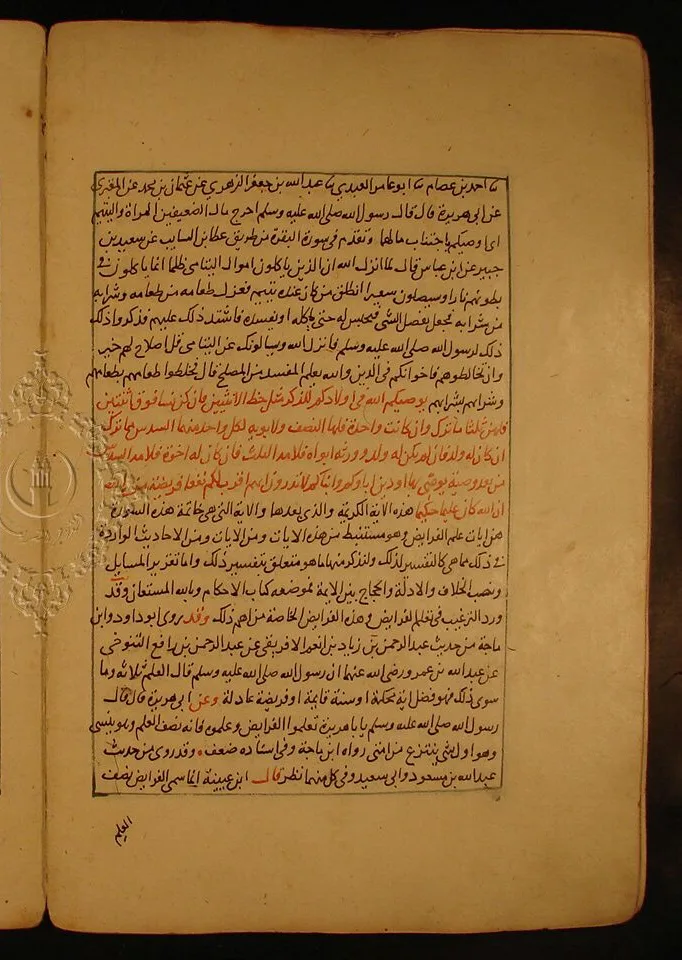 ثنا احمد بن عصام ثنا ابو عامر العبدي ثنا عبد الله بن جعفر الزهري عن عثمان بن محمد عن المقبري
عن ابي هريرة قال قال رسول الله صلى الله عليه وسلم احرج مال الضعيفين المراة واليتيم
اي اوصيكم باجتناب مالهما وتقدم في سورة البقرة من طريق عطا بن السايب عن سعيد بن
جبير عن ابن عباس قال لما انزل الله ان الذين ياكلون اموال اليتامى ظلما انما ياكلون في
بطونهم نارا وسيصلون سعيرا انطلق من كان عنده يتيم فعزل طعامه من طعامه وشرابه
من شرابه فجعل يفضل الشي فيحبس له حتى ياكله او يفسد فاشتد ذلك عليهم فذكروا ذلك
ذلك لرسول الله صلى الله عليه وسلم فانزل الله ويسالونك عن اليتامى قل اصلاح لهم خير
وان تخالطوهم فاخوانكم في الدين والله يعلم المفسد من المصلح قال فخلطوا طعامهم بطعامهم
وشرابهم بشرابهم يوصيكم الله في اولادكم للذكر مثل حظ الانثيين فان كن نسا فوق اثنتين
فلهن ثلثا ما ترك وان كانت واحدة فلها النصف ولابويه لكل واحد منهما السدس مما ترك
ان كان له ولد فان لم يكن له ولد وورثه ابواه فلامه الثلث فان كان له اخوة فلامه السدس
من بعد وصية يوصي بها او دين اباوكم وابناوكم لا تدرون ايهم اقرب لكم نفعا فريضة من الله
ان الله كان عليما حكيما هذه الاية الكريمة والذي بعدها والاية التي هي خاتمة هذه السورة
هن ايات علم الفرايض وهو مستنبط من هذه الايات ومن الايات ومن الاحاديث الواردة
في ذلك مما هي كالتفسير لذلك ولنذكر منها ما هو متعلق بتفسير ذلك واما تقرير المسايل
ونصب الخلاف والادلة والحجاج بين الايمة فموضعه كتاب الاحكام وبالله المستعان وقد
ورد الترغيب في تعليم الفرايض وهذه الفرايض الخاصة من اهم ذلك وقد روى ابو داود وابن
ماجة من حديث عبد الرحمن بن زياد بن انعم الافريقي عن عبد الرحمن بن رافع التنوخي
عن عبد الله بن عمرو رضي الله عنهما ان رسول الله صلى الله عليه وسلم قال العلم ثلاثه وما
سوى ذلك فهو فضل اية محكمة او سنة قايمة او فريضة عادلة وعن ابي هريرة قال قال
رسول الله صلى الله عليه وسلم يا ابا هريرة تعلموا الفرايض وعلموه فانه نصف العلم وهو ينسى
وهو اول شي ينتزع من امتي رواه ابن ماجة وفي اسناده ضعف وقد روي من حديث
عبد الله بن مسعود وابي سعيد وفي كل منهما نظر قال ابن عيينة انما سمي الفرايض نصف
العلم